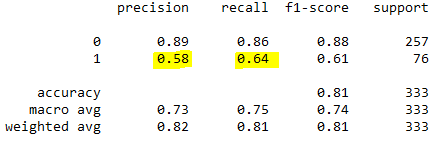 precision recall f1-score support
0 0.89 0.86 0.88 257
1 0.58 0.64 0.61 76
accuracy 0.81 333
macro avg 0.73 0.75 0.74 333
weighted avg 0.82 0.81 0.81 333